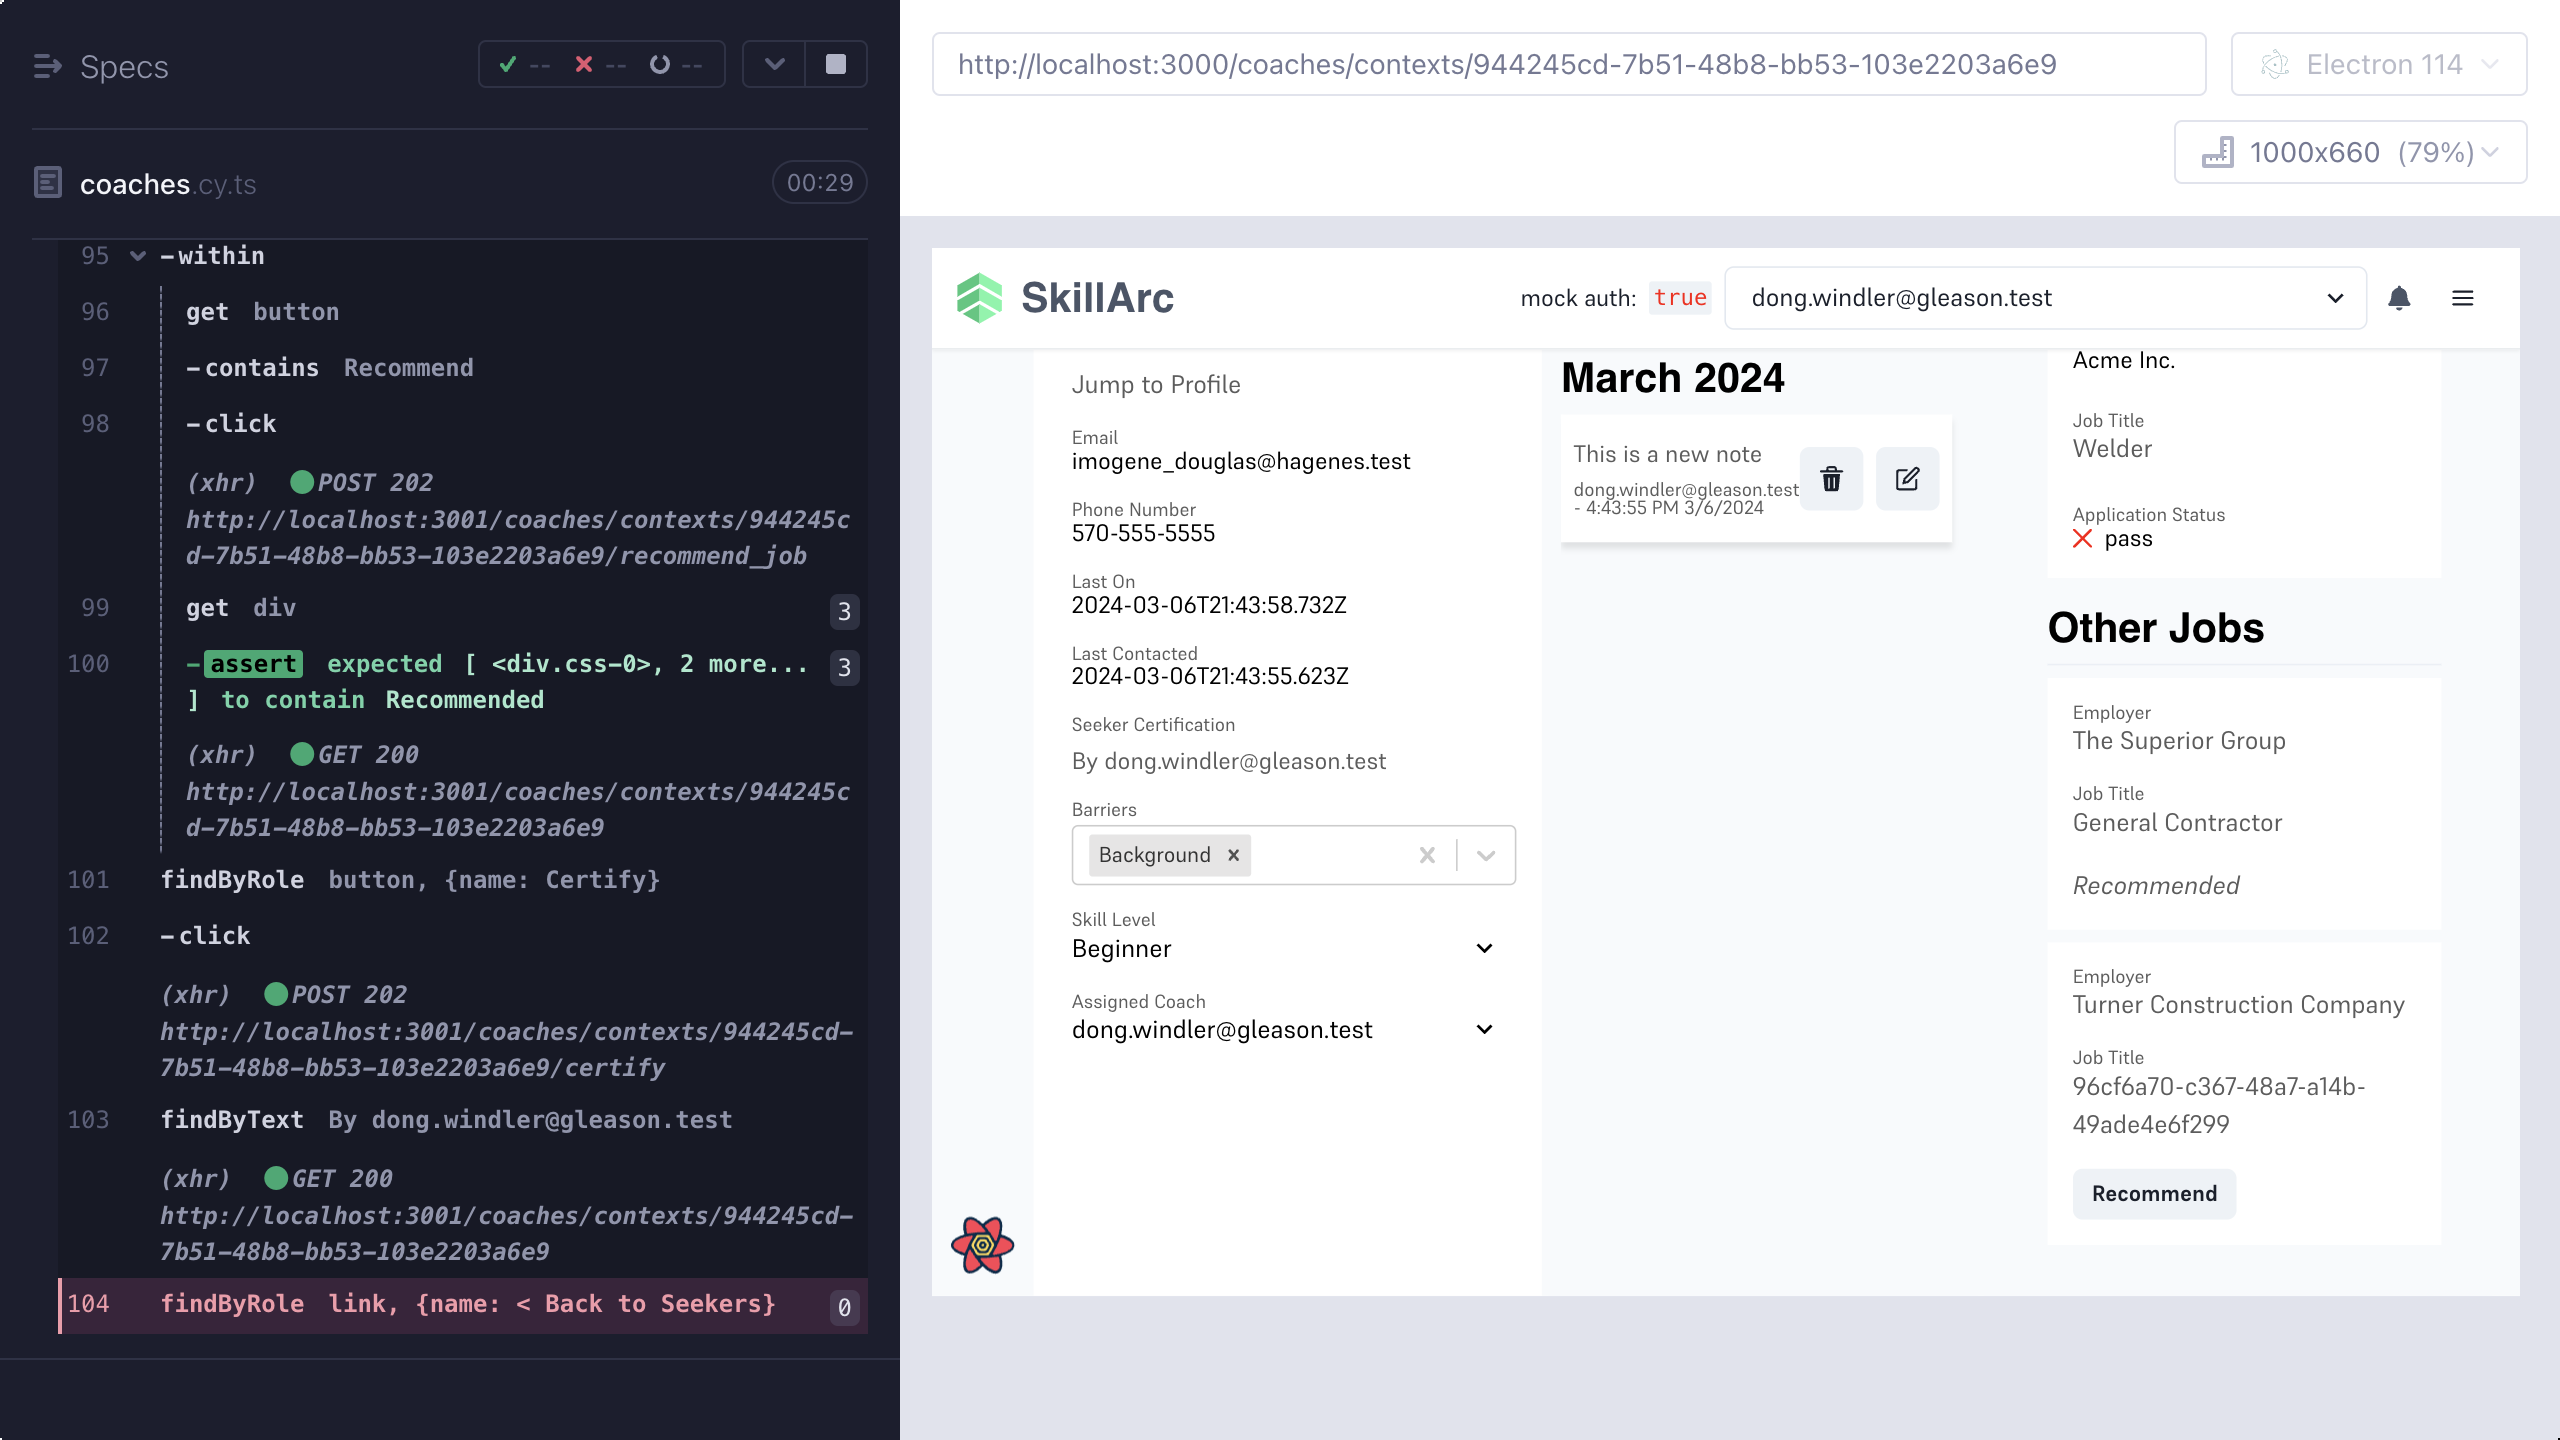 Specs
-- -- --
coaches.cy.ts
00:29
95 -within
96 get button
97 -contains Recommend
98 -click
(xhr) POST 202
http://localhost:3001/coaches/contexts/944245c
d-7b51-48b8-bb53-103e2203a6e9/recommend_job
99 get div 3
100 -assert expected [ <div.css-0>, 2 more... 3
] to contain Recommended
(xhr) GET 200
http://localhost:3001/coaches/contexts/944245c
d-7b51-48b8-bb53-103e2203a6e9
101 findByRole button, {name: Certify}
102 -click
(xhr) POST 202
http://localhost:3001/coaches/contexts/944245cd-
7b51-48b8-bb53-103e2203a6e9/certify
103 findByText By dong.windler@gleason.test
(xhr) GET 200
http://localhost:3001/coaches/contexts/944245cd-
7b51-48b8-bb53-103e2203a6e9
104 findByRole link, {name: < Back to Seekers} 0
http://localhost:3000/coaches/contexts/944245cd-7b51-48b8-bb53-103e2203a6e9
Electron 114
1000x660 (79%)
SkillArc
mock auth: true
dong.windler@gleason.test
Jump to Profile
Email
imogene_douglas@hagenes.test
Phone Number
570-555-5555
Last On
2024-03-06T21:43:58.732Z
Last Contacted
2024-03-06T21:43:55.623Z
Seeker Certification
By dong.windler@gleason.test
Barriers
Background
Skill Level
Beginner
Assigned Coach
dong.windler@gleason.test
March 2024
This is a new note
dong.windler@gleason.test
- 4:43:55 PM 3/6/2024
Acme Inc.
Job Title
Welder
Application Status
pass
Other Jobs
Employer
The Superior Group
Job Title
General Contractor
Recommended
Employer
Turner Construction Company
Job Title
96cf6a70-c367-48a7-a14b-
49ade4e6f299
Recommend